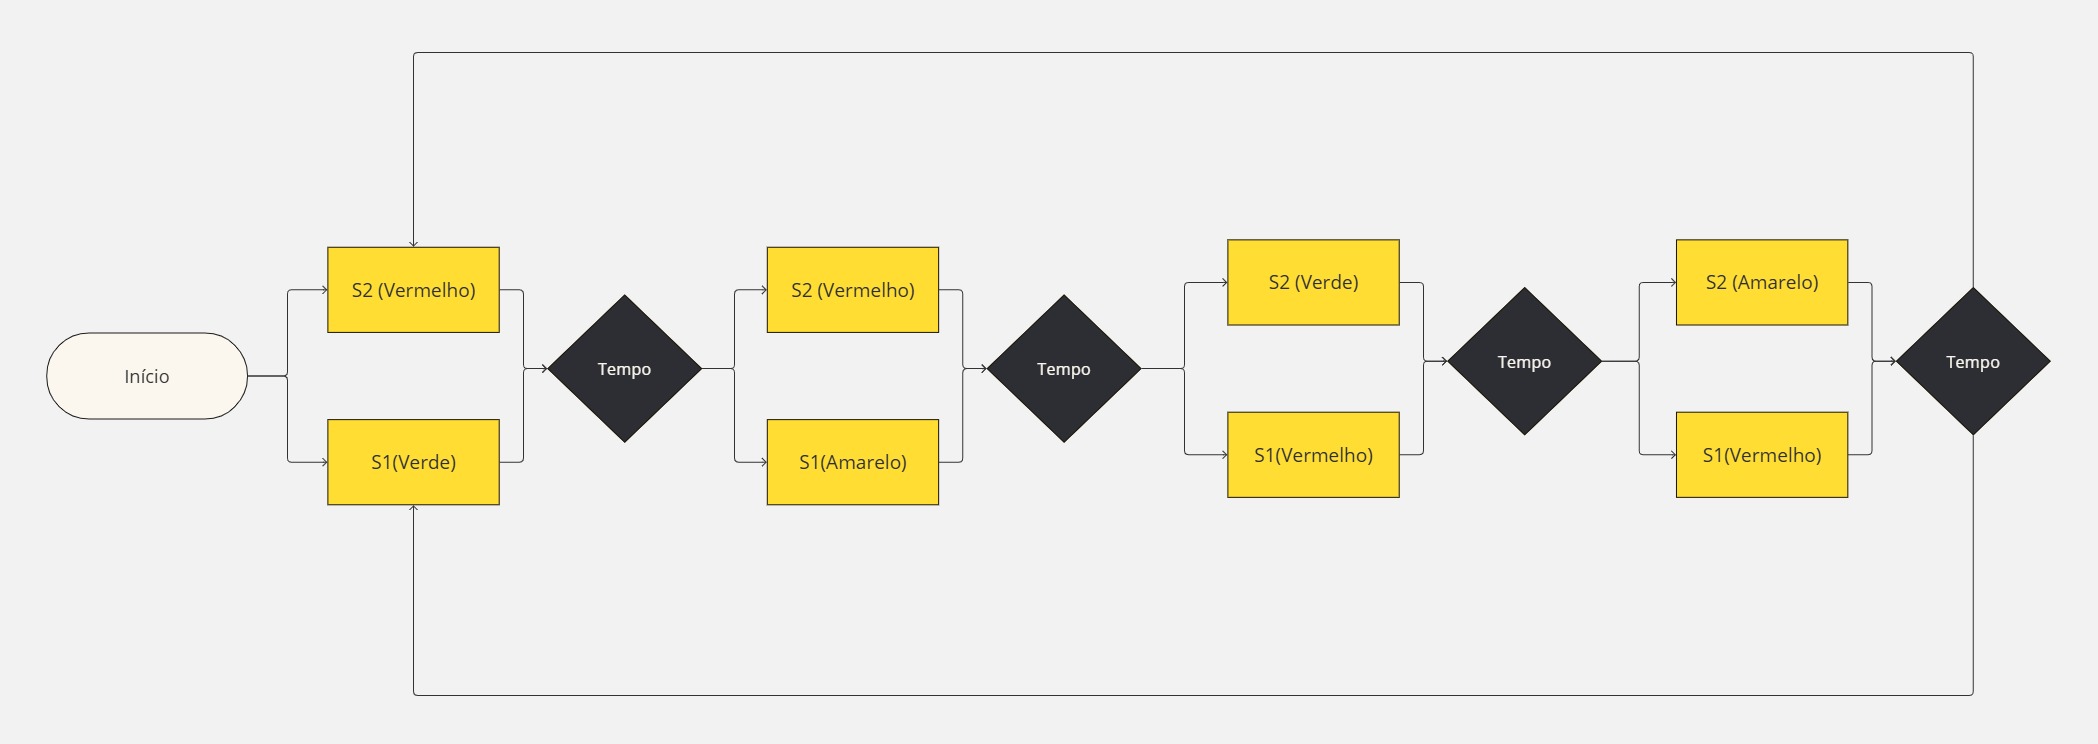 Início
S2 (Vermelho)
S1(Verde)
Tempo
S2 (Vermelho)
S1(Amarelo)
Tempo
S2 (Verde)
S1(Vermelho)
Tempo
S2 (Amarelo)
S1(Vermelho)
Tempo